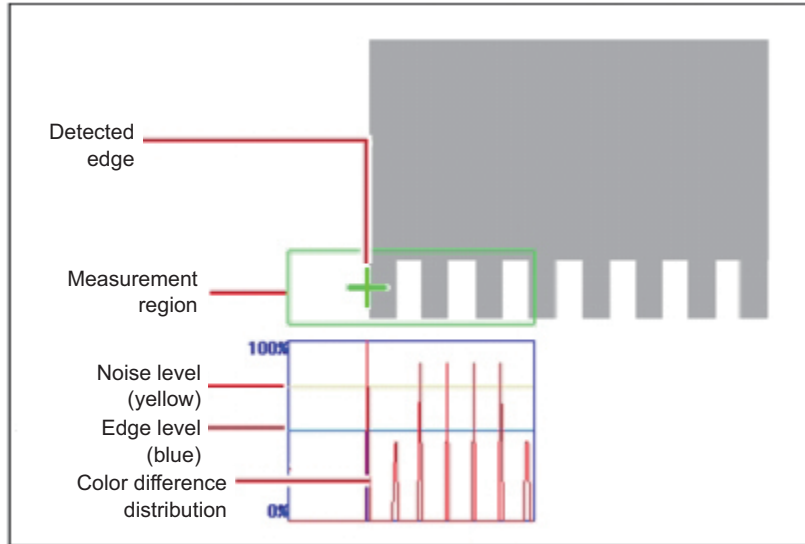 Detected
edge
Measurement
region
100%
Noise level
(yellow)
Edge level
(blue)
Color difference
distribution
0%